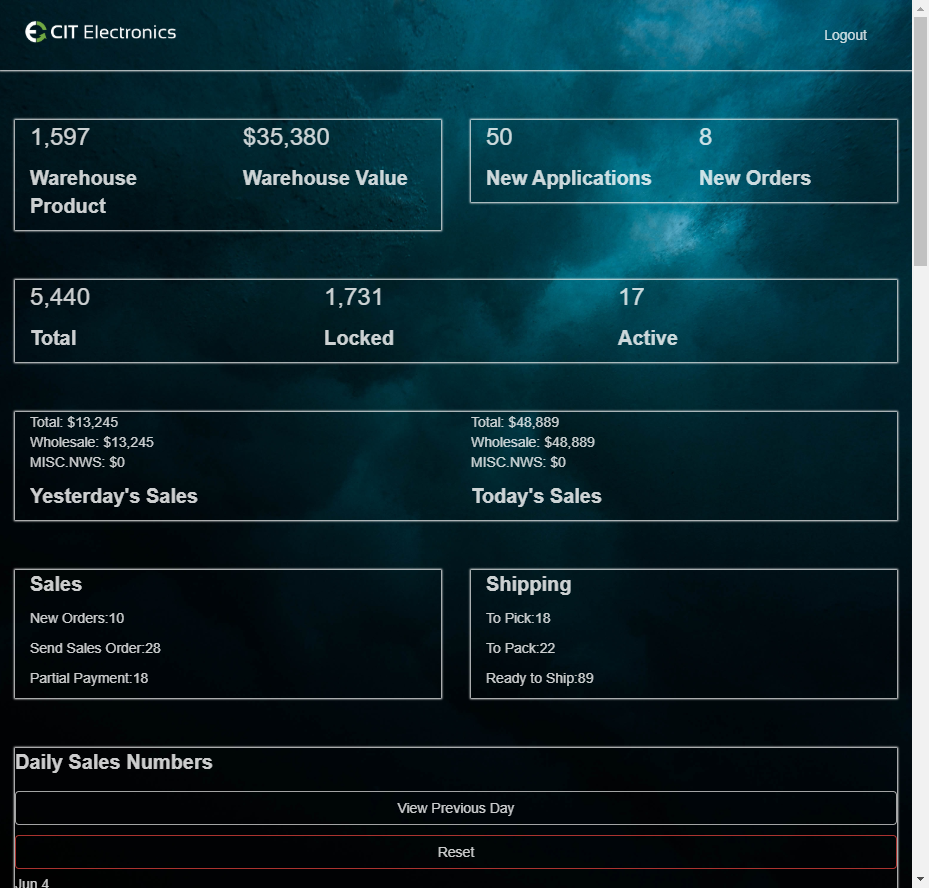 CIT Electronics
Logout
1,597
Warehouse
Product
$35,380
Warehouse Value
50
New Applications
8
New Orders
5,440
Total
1,731
Locked
17
Active
Total: $13,245
Wholesale: $13,245
MISC.NWS: $0
Yesterday's Sales
Total: $48,889
Wholesale: $48,889
MISC.NWS: $0
Today's Sales
Sales
New Orders:10
Send Sales Order:28
Partial Payment:18
Shipping
To Pick:18
To Pack:22
Ready to Ship:89
Daily Sales Numbers
View Previous Day
Reset
Jun 4